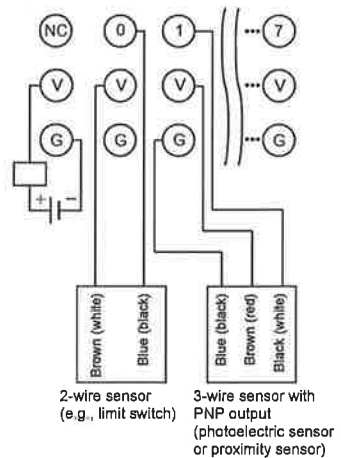 NC 0 1 ••• 7
V V V ••• V
G G G ••• G
+ −
Brown (white)
Blue (black)
Blue (black)
Brown (red)
Black (white)
2-wire sensor
(e.g., limit switch)
3-wire sensor with
PNP output
(photoelectric sensor
or proximity sensor)